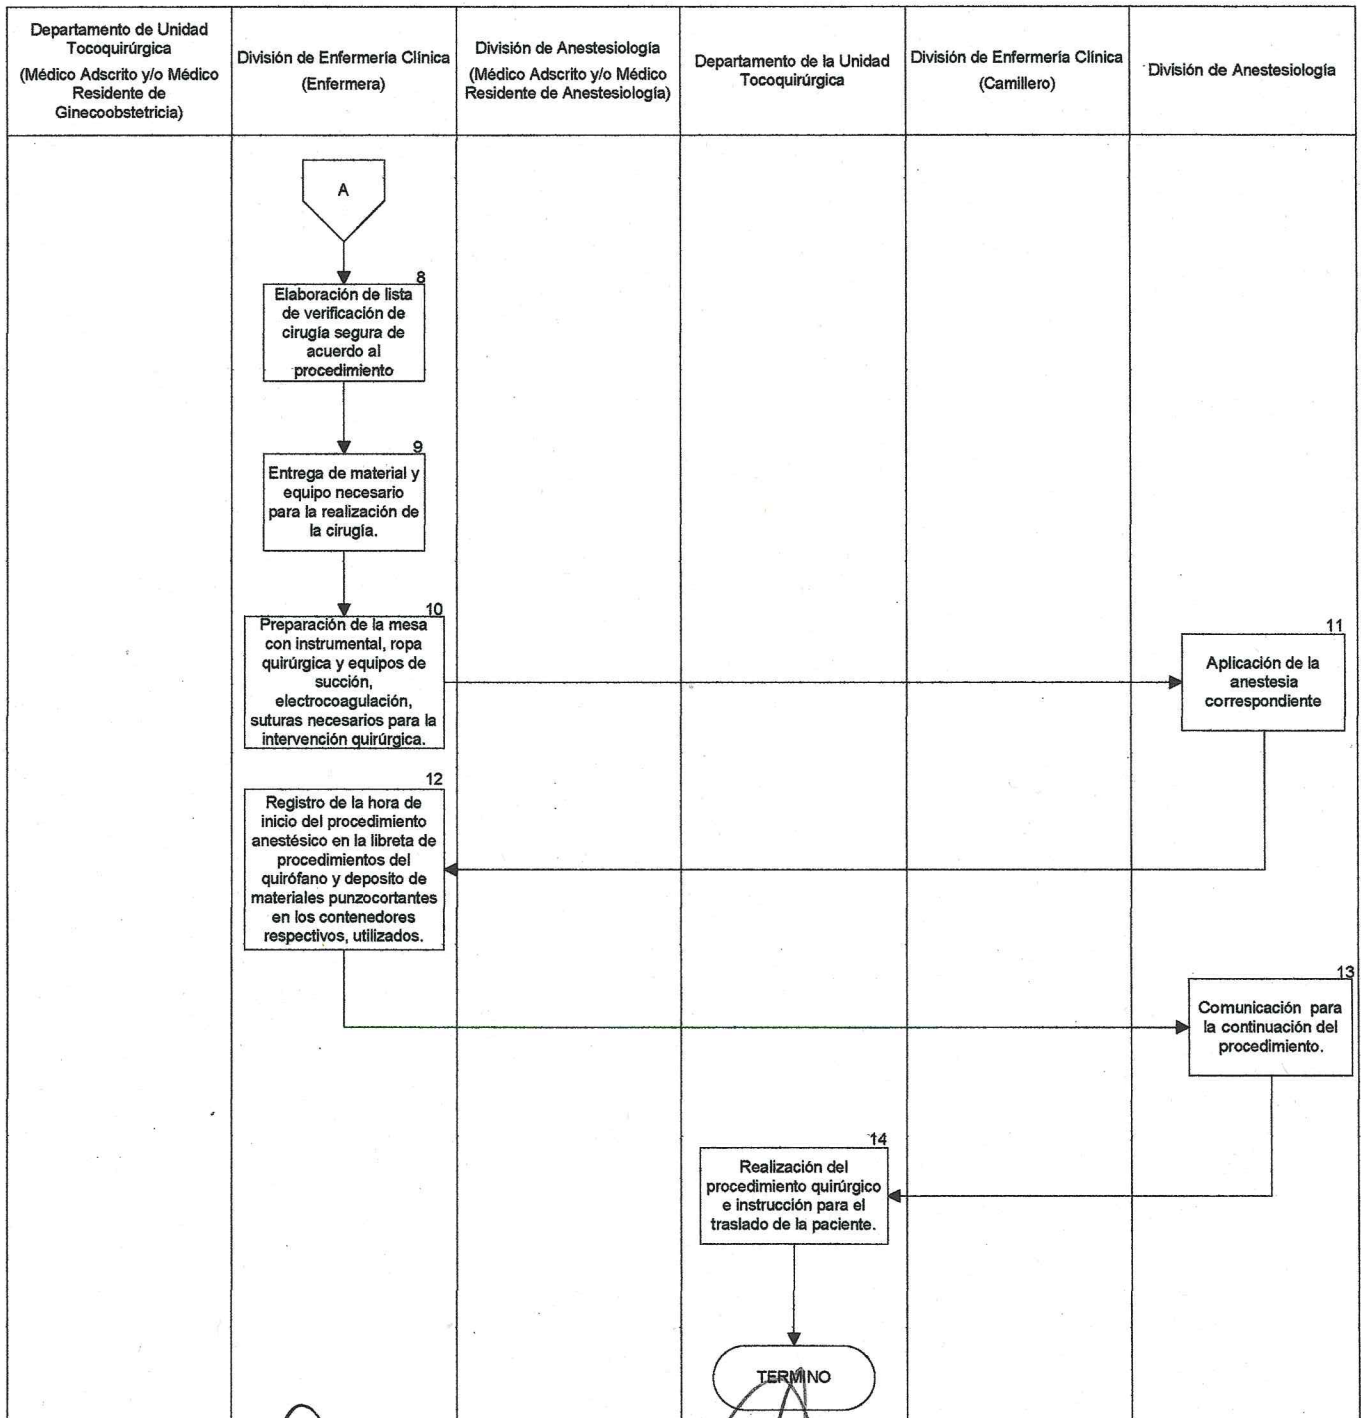 Departamento de Unidad
Tocoquirúrgica
(Médico Adscrito y/o Médico
Residente de
Ginecoobstetricia)
División de Enfermería Clínica
(Enfermera)
División de Anestesiología
(Médico Adscrito y/o Médico
Residente de Anestesiología)
Departamento de la Unidad
Tocoquirúrgica
División de Enfermería Clínica
(Camillero)
División de Anestesiología
A
8
Elaboración de lista
de verificación de
cirugía segura de
acuerdo al
procedimiento
9
Entrega de material y
equipo necesario
para la realización de
la cirugía.
10
Preparación de la mesa
con instrumental, ropa
quirúrgica y equipos de
succión,
electrocoagulación,
suturas necesarios para la
intervención quirúrgica.
11
Aplicación de la
anestesia
correspondiente
12
Registro de la hora de
inicio del procedimiento
anestésico en la libreta de
procedimientos del
quirófano y deposito de
materiales punzocortantes
en los contenedores
respectivos, utilizados.
13
Comunicación para
la continuación del
procedimiento.
14
Realización del
procedimiento quirúrgico
e instrucción para el
traslado de la paciente.
TERMINO